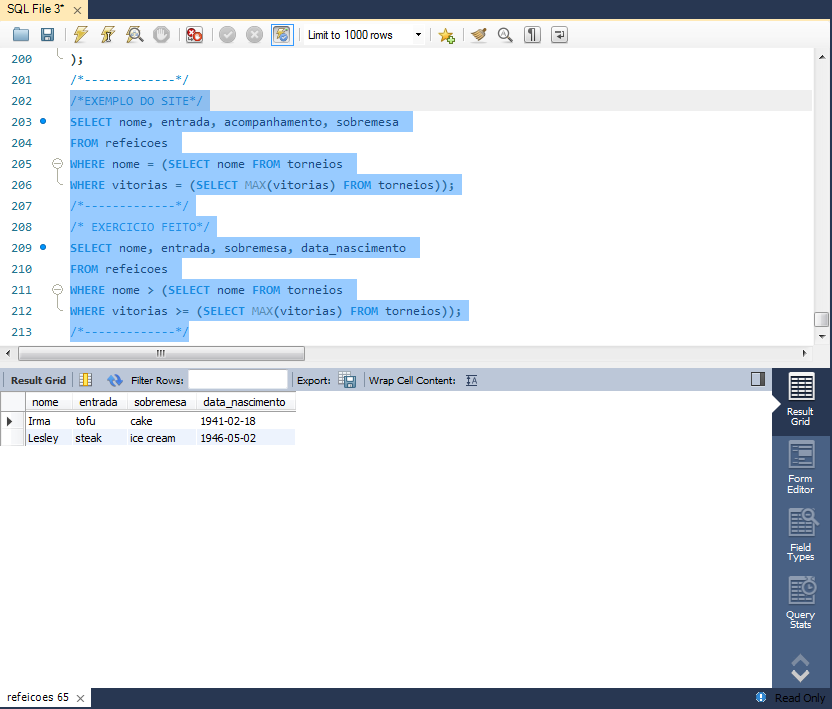 SQL File 3*
Limit to 1000 rows
200 );
201 /*-------------*/
202 /*EXEMPLO DO SITE*/
203 SELECT nome, entrada, acompanhamento, sobremesa
204 FROM refeicoes
205 WHERE nome = (SELECT nome FROM torneios
206 WHERE vitorias = (SELECT MAX(vitorias) FROM torneios));
207 /*-------------*/
208 /* EXERCICIO FEITO*/
209 SELECT nome, entrada, sobremesa, data_nascimento
210 FROM refeicoes
211 WHERE nome > (SELECT nome FROM torneios
212 WHERE vitorias >= (SELECT MAX(vitorias) FROM torneios));
213 /*-------------*/
Result Grid Filter Rows: Export: Wrap Cell Content: IA
nome entrada sobremesa data_nascimento
Irma tofu cake 1941-02-18
Lesley steak ice cream 1946-05-02
Result
Grid
Form
Editor
Field
Types
Query
Stats
refeicoes 65
Read Only